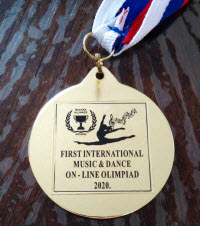 FIRST INTERNATIONAL
MUSIC & DANCE
ON - LINE OLIMPIAD
2020.